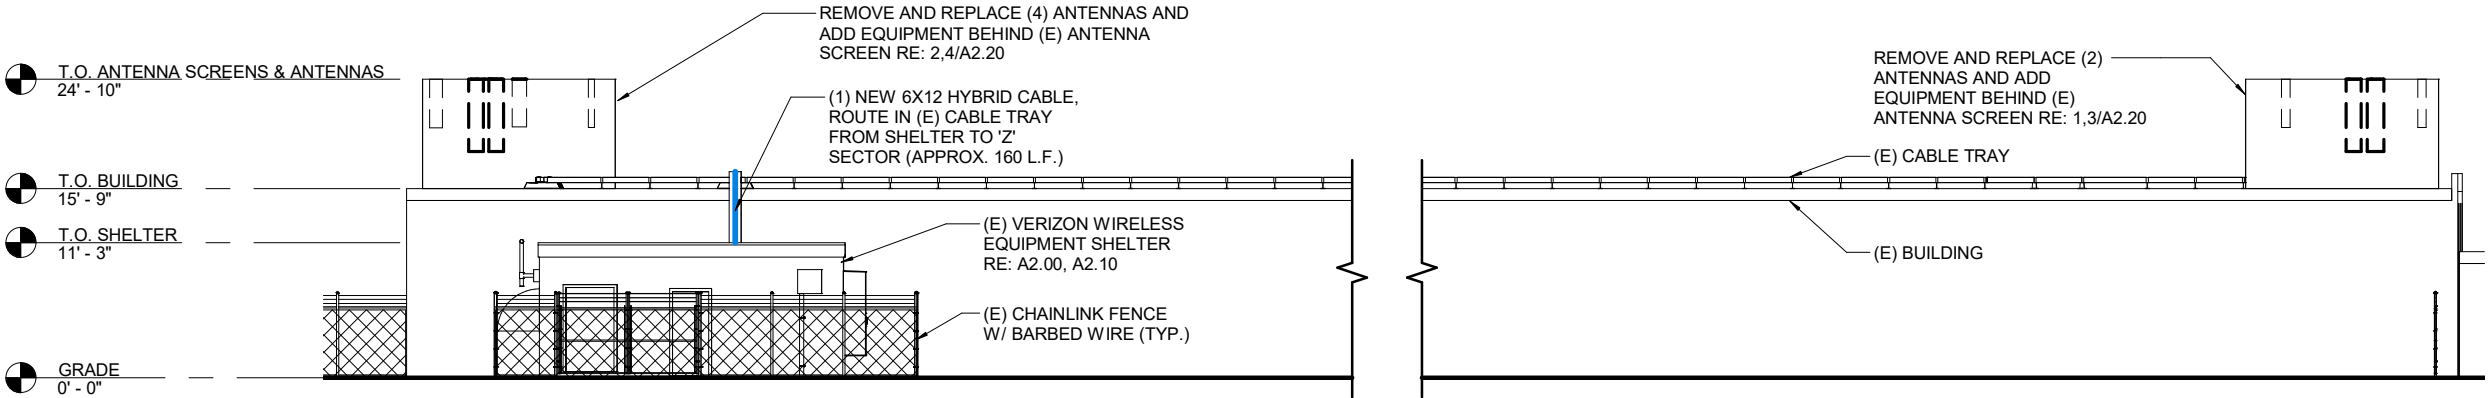 REMOVE AND REPLACE (4) ANTENNAS AND
ADD EQUIPMENT BEHIND (E) ANTENNA
SCREEN RE: 2,4/A2.20
T.O. ANTENNA SCREENS & ANTENNAS
24' - 10"
(1) NEW 6X12 HYBRID CABLE,
ROUTE IN (E) CABLE TRAY
FROM SHELTER TO 'Z'
SECTOR (APPROX. 160 L.F.)
REMOVE AND REPLACE (2)
ANTENNAS AND ADD
EQUIPMENT BEHIND (E)
ANTENNA SCREEN RE: 1,3/A2.20
(E) CABLE TRAY
T.O. BUILDING
15' - 9"
T.O. SHELTER
11' - 3"
(E) VERIZON WIRELESS
EQUIPMENT SHELTER
RE: A2.00, A2.10
(E) BUILDING
(E) CHAINLINK FENCE
W/ BARBED WIRE (TYP.)
GRADE
0' - 0"